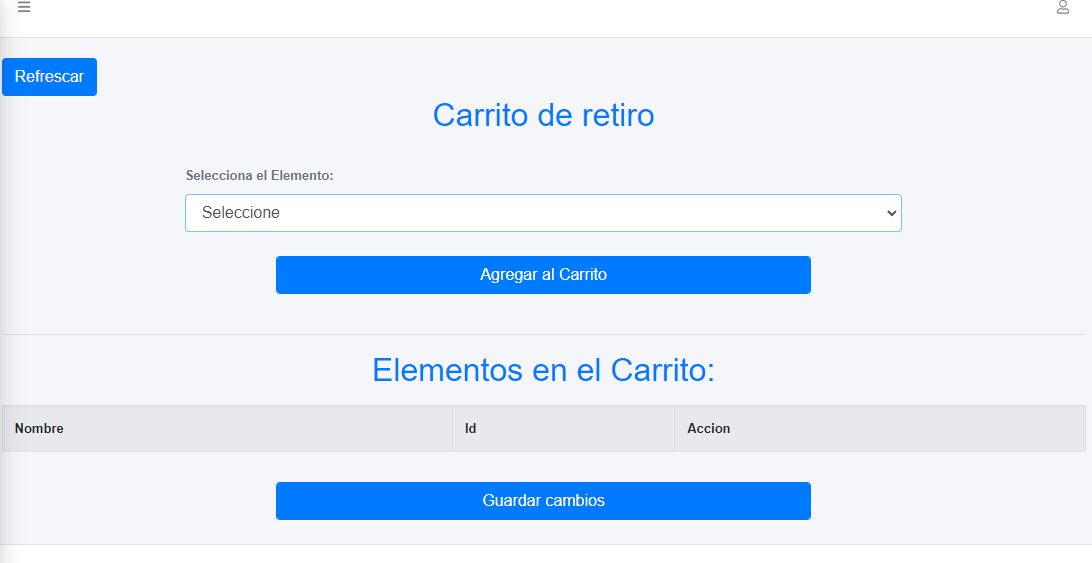 Refrescar
Carrito de retiro
Selecciona el Elemento:
Seleccione
Agregar al Carrito
Elementos en el Carrito:
Nombre Id Accion
Guardar cambios